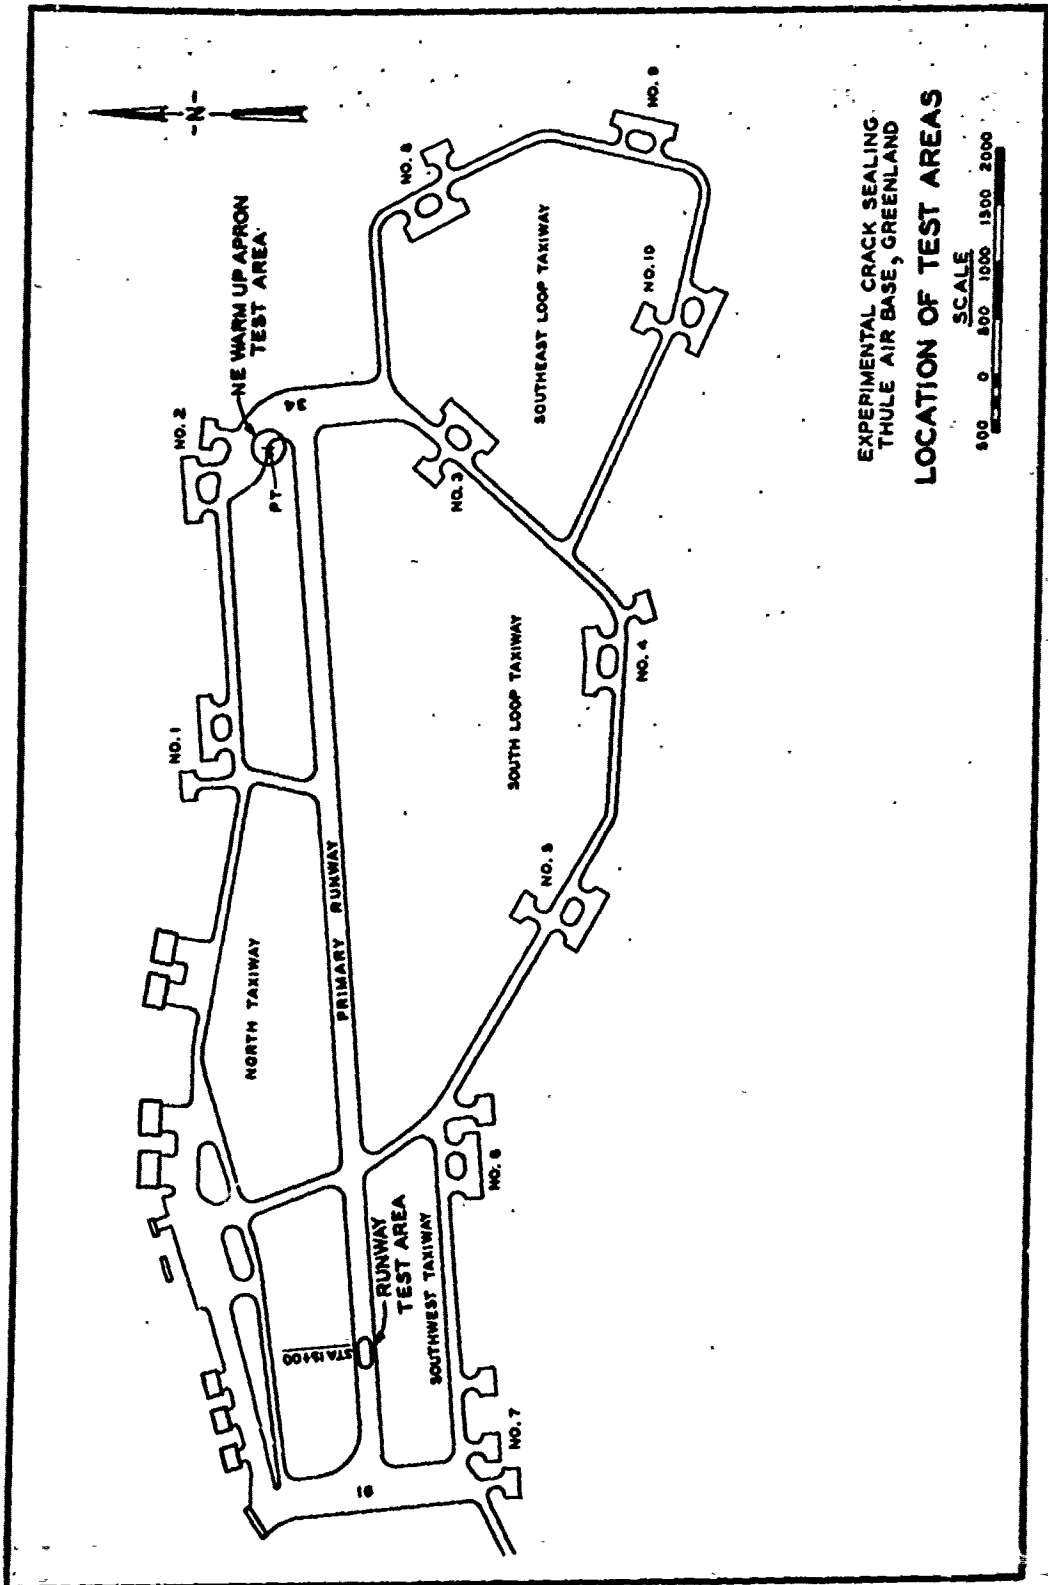 -N-
NE WARM UP APRON
TEST AREA
NO. 1
NO. 2
PT
34
NO. 8
NO. 9
NORTH TAXIWAY
PRIMARY RUNWAY
NO. 3
SOUTHEAST LOOP TAXIWAY
NO. 10
STA 15+00
RUNWAY
TEST AREA
16
SOUTHWEST TAXIWAY
NO. 7
NO. 6
NO. 5
SOUTH LOOP TAXIWAY
NO. 4
EXPERIMENTAL CRACK SEALING
THULE AIR BASE, GREENLAND
LOCATION OF TEST AREAS
SCALE
500 0 500 1000 1500 2000